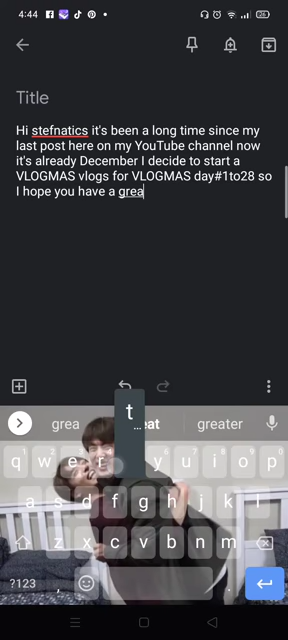 4:44
26
Title
Hi stefnatics it's been a long time since my
last post here on my YouTube channel now
it's already December I decide to start a
VLOGMAS vlogs for VLOGMAS day#1to28 so
I hope you have a grea
t
grea
...eat
greater
q w e r y u i o p
a s d f g h j k l
z x c v b n m
?123 , .